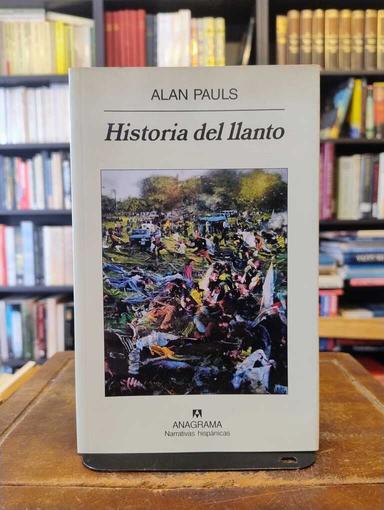 ALAN PAULS
Historia del llanto
ANAGRAMA
Narrativas hispánicas